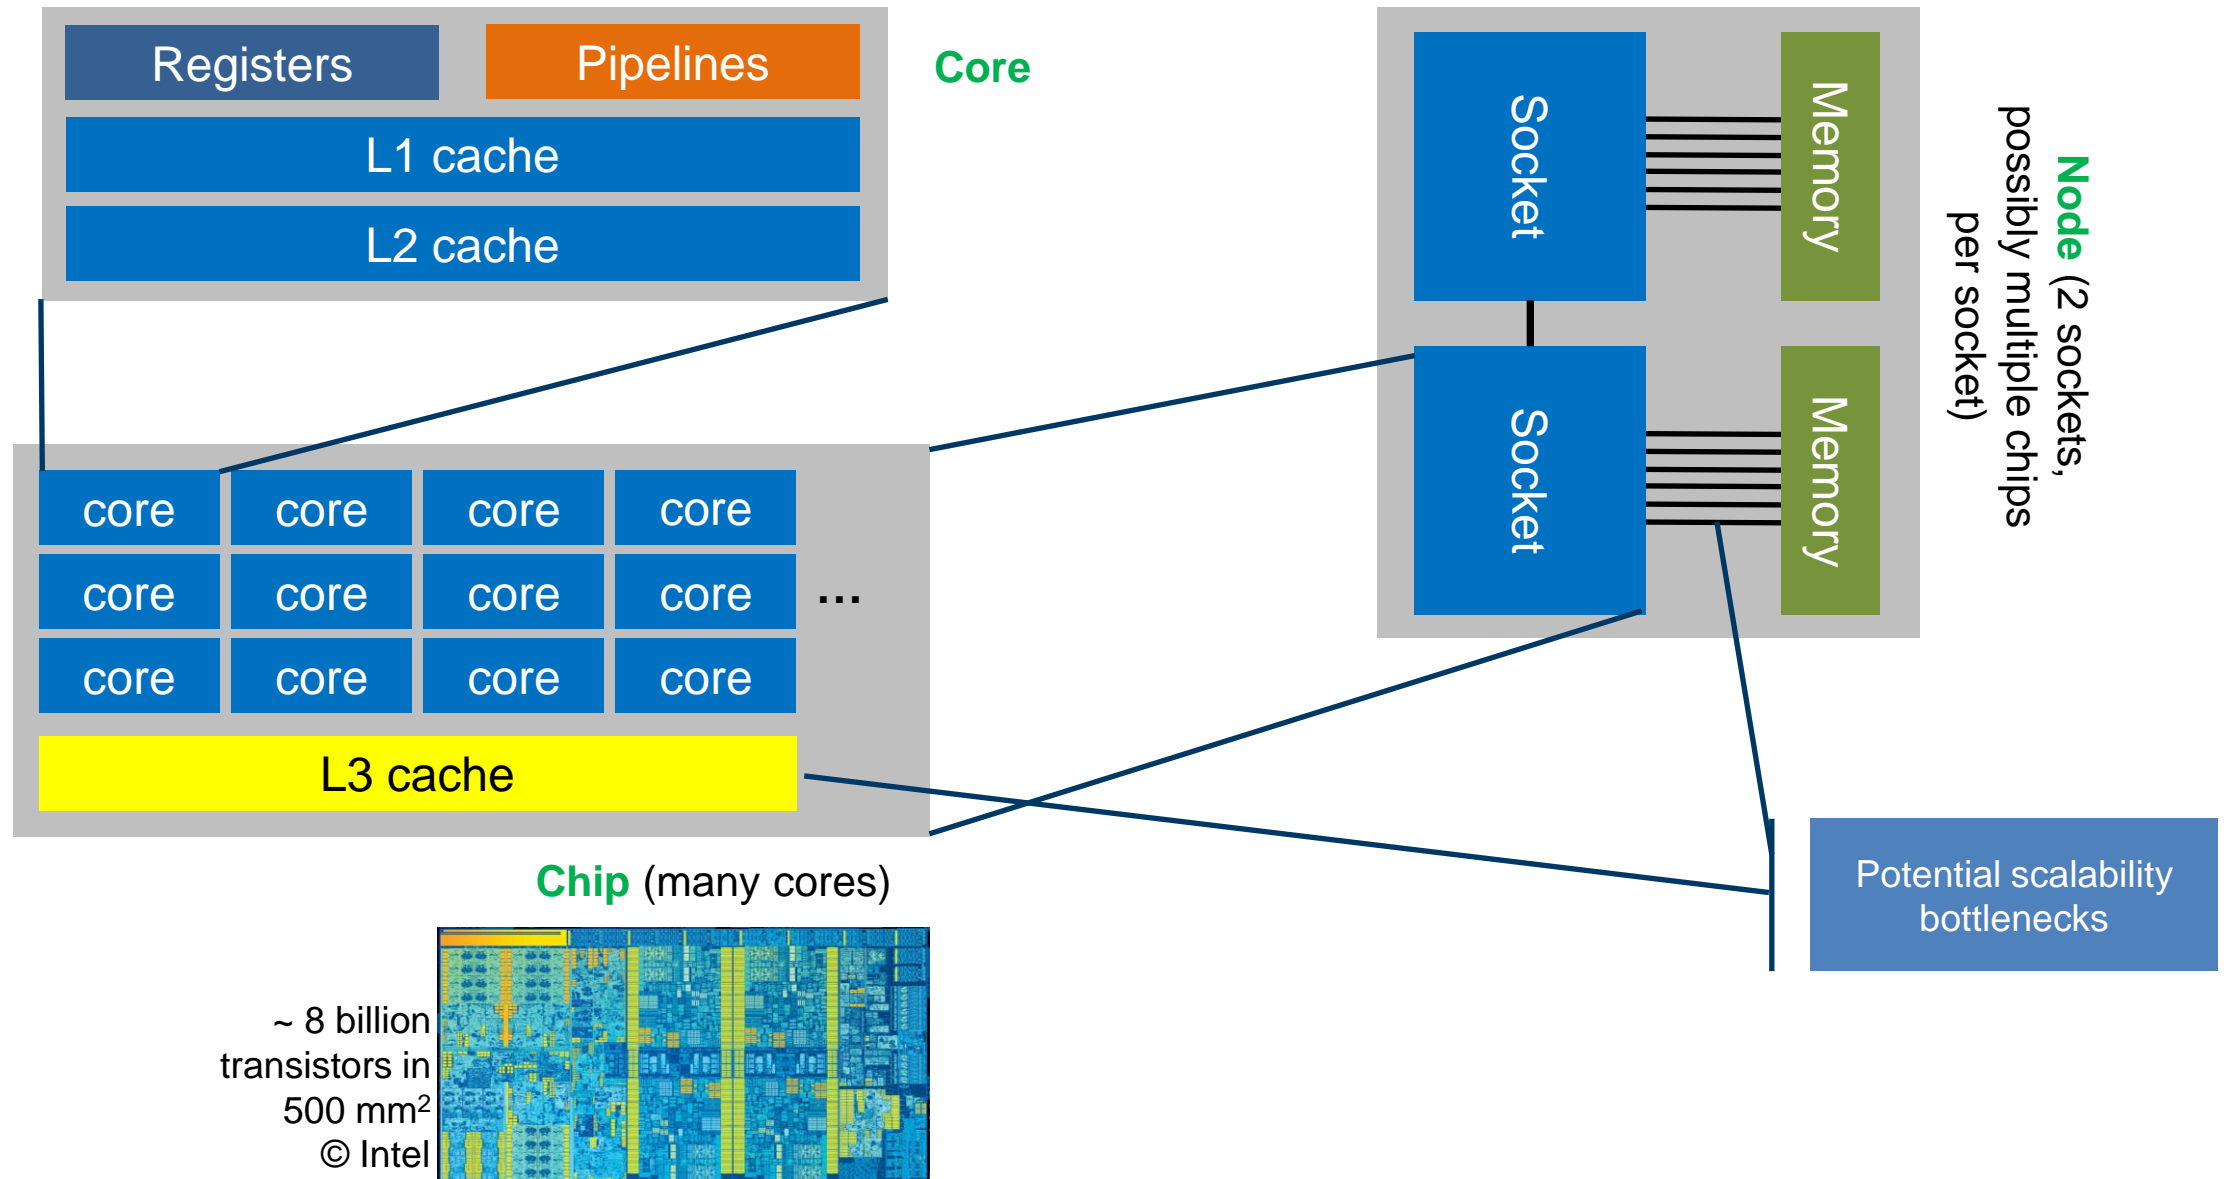 Registers
Pipelines
Core
L1 cache
L2 cache
Socket
Memory
Socket
Memory
Node (2 sockets,
possibly multiple chips
per socket)
core core core core
core core core core ...
core core core core
L3 cache
Chip (many cores)
Potential scalability
bottlenecks
~ 8 billion
transistors in
500 mm²
© Intel